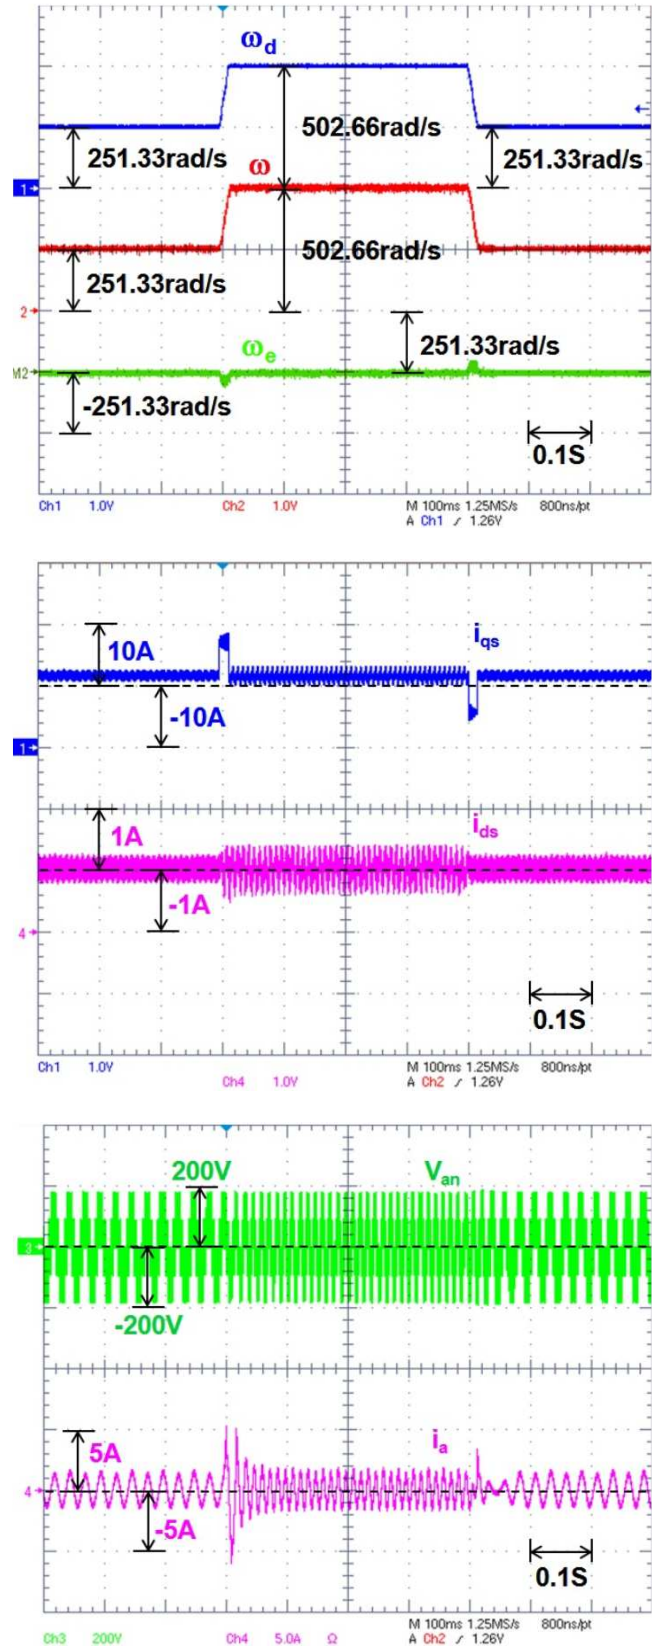 ωd
502.66rad/s
251.33rad/s
251.33rad/s
1
ω
502.66rad/s
251.33rad/s
2
251.33rad/s
ωe
M2
-251.33rad/s
0.1S
Ch1 1.0V Ch2 1.0V M 100ms 1.25MS/s 800ns/pt
A Ch1 ∕ 1.26V
iqs
10A
-10A
1
ids
1A
-1A
4
0.1S
Ch1 1.0V M 100ms 1.25MS/s 800ns/pt
Ch4 1.0V A Ch2 ∕ 1.26V
200V
Van
3
-200V
ia
5A
4
-5A
0.1S
M 100ms 1.25MS/s 800ns/pt
Ch3 200V Ch4 5.0A Ω A Ch2 ∕ 1.26V